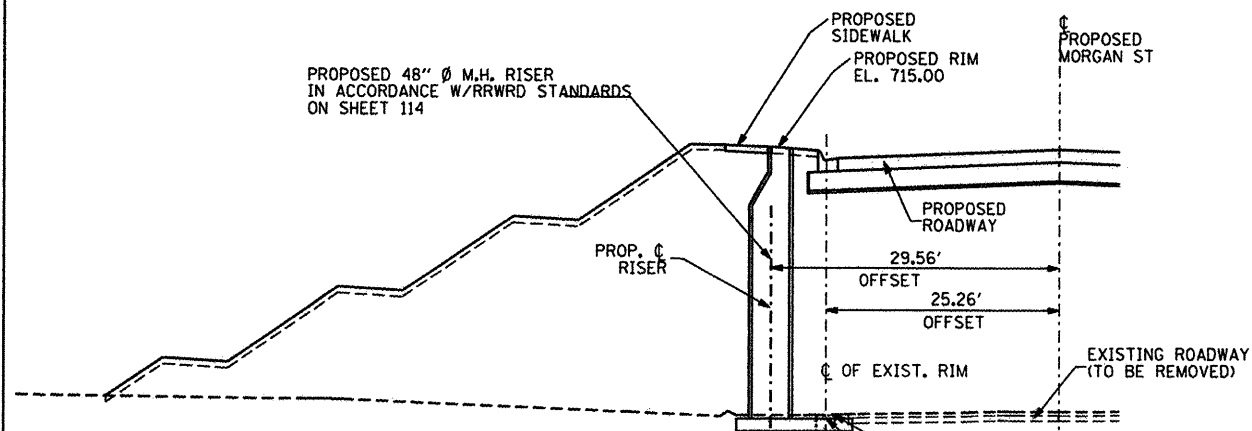 PROPOSED
SIDEWALK
℄
PROPOSED
MORGAN ST
PROPOSED RIM
EL. 715.00
PROPOSED 48" Ø M.H. RISER
IN ACCORDANCE W/RRWRD STANDARDS
ON SHEET 114
PROPOSED
ROADWAY
PROP. ℄
RISER
29.56'
OFFSET
25.26'
OFFSET
℄ OF EXIST. RIM
EXISTING ROADWAY
(TO BE REMOVED)